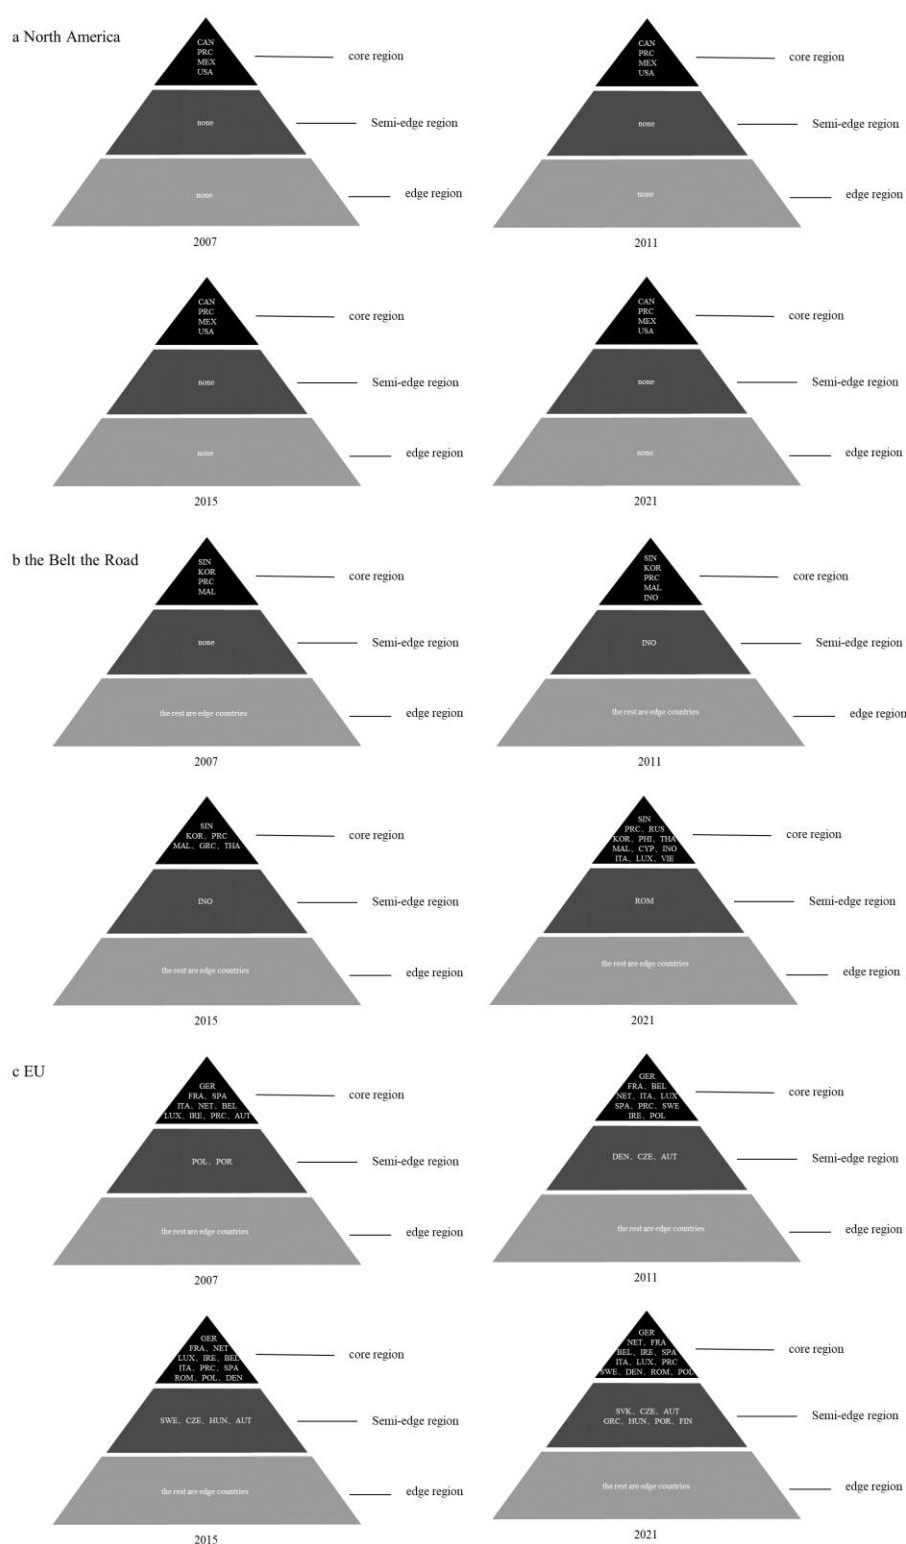 a North America
CAN
PRC
MEX
USA
core region
none
Semi-edge region
none
edge region
2007
CAN
PRC
MEX
USA
core region
none
Semi-edge region
none
edge region
2011
CAN
PRC
MEX
USA
core region
none
Semi-edge region
none
edge region
2015
CAN
PRC
MEX
USA
core region
none
Semi-edge region
none
edge region
2021
b the Belt the Road
SIN
KOR
PRC
MAL
core region
none
Semi-edge region
the rest are edge countries
edge region
2007
SIN
KOR
PRC
MAL
INO
core region
INO
Semi-edge region
the rest are edge countries
edge region
2011
SIN
KOR、PRC
MAL、GRC、THA
core region
INO
Semi-edge region
the rest are edge countries
edge region
2015
SIN
PRC、RUS
KOR、PHI、THA
MAL、CYP、INO
ITA、LUX、VIE
core region
ROM
Semi-edge region
the rest are edge countries
edge region
2021
c EU
GER
FRA、SPA
ITA、NET、BEL
LUX、IRE、PRC、AUT
core region
POL、POR
Semi-edge region
the rest are edge countries
edge region
2007
GER
FRA、BEL
NET、ITA、LUX
SPA、PRC、SWE
IRE、POL
core region
DEN、CZE、AUT
Semi-edge region
the rest are edge countries
edge region
2011
GER
FRA、NET
LUX、IRE、BEL
ITA、PRC、SPA
ROM、POL、DEN
core region
SWE、CZE、HUN、AUT
Semi-edge region
the rest are edge countries
edge region
2015
GER
NET、FRA
BEL、IRE、SPA
ITA、LUX、PRC
SWE、DEN、ROM、POL
core region
SVK、CZE、AUT
GRC、HUN、POR、FIN
Semi-edge region
the rest are edge countries
edge region
2021